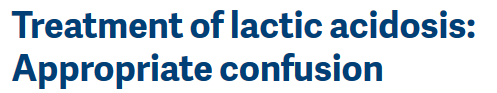 Treatment of lactic acidosis:
Appropriate confusion